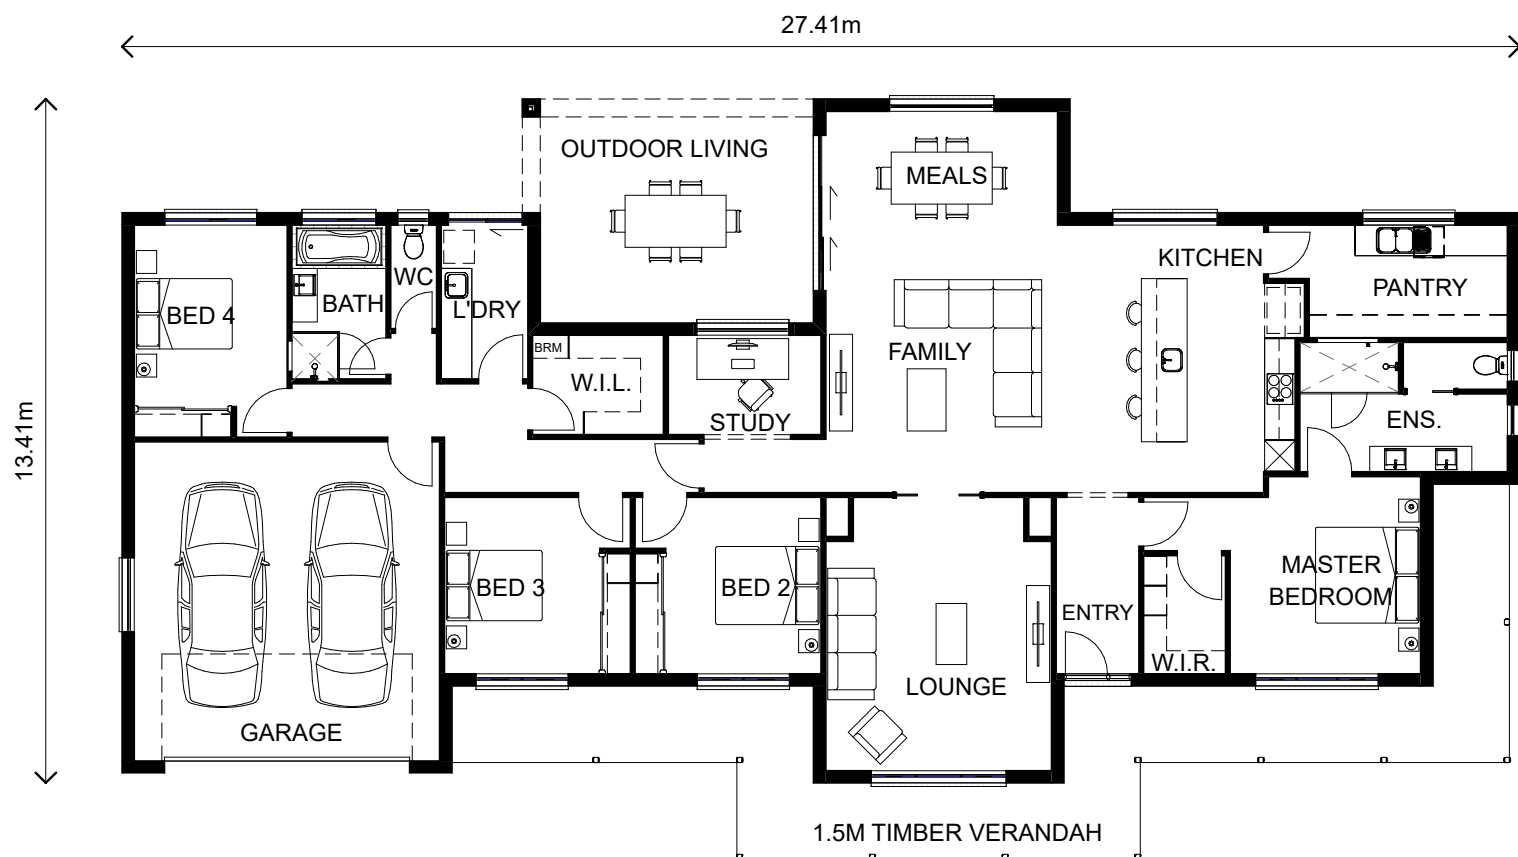 27.41m
OUTDOOR LIVING
MEALS
KITCHEN
WC
PANTRY
BATH
L'DRY
BED 4
BRM
FAMILY
W.I.L.
STUDY
ENS.
13.41m
MASTER
BEDROOM
BED 3
BED 2
ENTRY
W.I.R.
LOUNGE
GARAGE
1.5M TIMBER VERANDAH